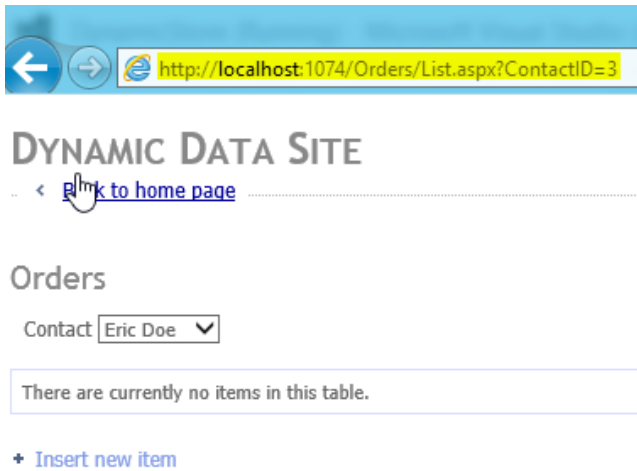 http://localhost:1074/Orders/List.aspx?ContactID=3
DYNAMIC DATA SITE
Back to home page
Orders
Contact Eric Doe
There are currently no items in this table.
Insert new item